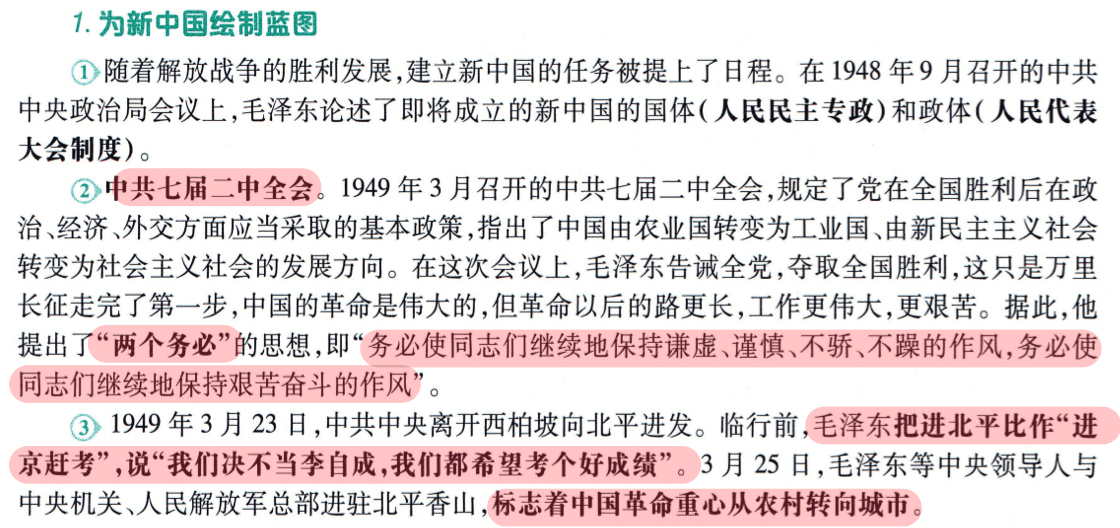 1. 为新中国绘制蓝图
①随着解放战争的胜利发展,建立新中国的任务被提上了日程。在1948年9月召开的中共
中央政治局会议上,毛泽东论述了即将成立的新中国的国体(人民民主专政)和政体(人民代表
大会制度)。
②中共七届二中全会。1949年3月召开的中共七届二中全会,规定了党在全国胜利后在政
治、经济、外交方面应当采取的基本政策,指出了中国由农业国转变为工业国、由新民主主义社会
转变为社会主义社会的发展方向。在这次会议上,毛泽东告诫全党,夺取全国胜利,这只是万里
长征走完了第一步,中国的革命是伟大的,但革命以后的路更长,工作更伟大,更艰苦。据此,他
提出了“两个务必”的思想,即“务必使同志们继续地保持谦虚、谨慎、不骄、不躁的作风,务必使
同志们继续地保持艰苦奋斗的作风”。
③1949年3月23日,中共中央离开西柏坡向北平进发。临行前,毛泽东把进北平比作“进
京赶考”,说“我们决不当李自成,我们都希望考个好成绩”。3月25日,毛泽东等中央领导人与
中央机关、人民解放军总部进驻北平香山,标志着中国革命重心从农村转向城市。